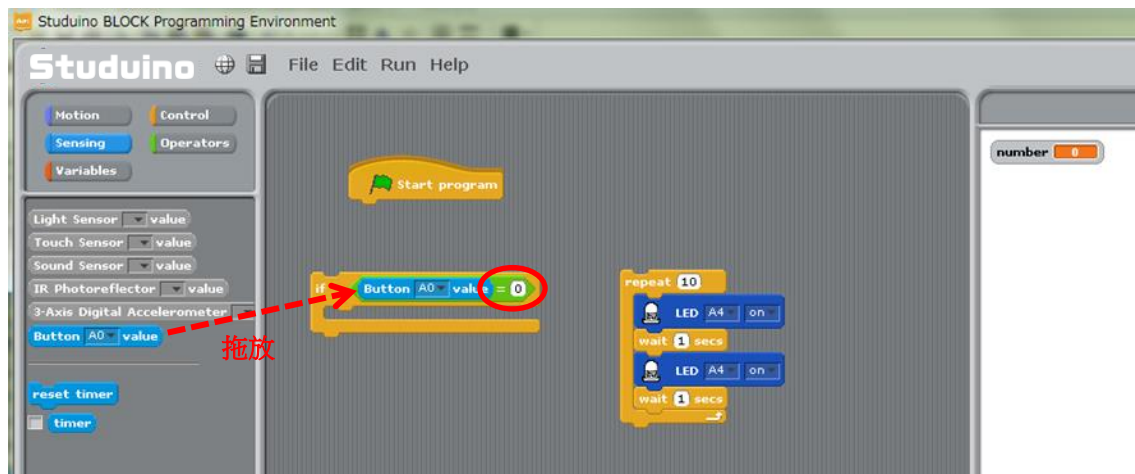 Studuino BLOCK Programming Environment
Studuino File Edit Run Help
Motion Control
Sensing Operators
Variables
number 0
Start program
Light Sensor value
Touch Sensor value
Sound Sensor value
IR Photoreflector value
3-Axis Digital Accelerometer
Button A0 value
拖放
if Button A0 value = 0
repeat 10
LED A4 on
wait 1 secs
LED A4 on
wait 1 secs
reset timer
timer